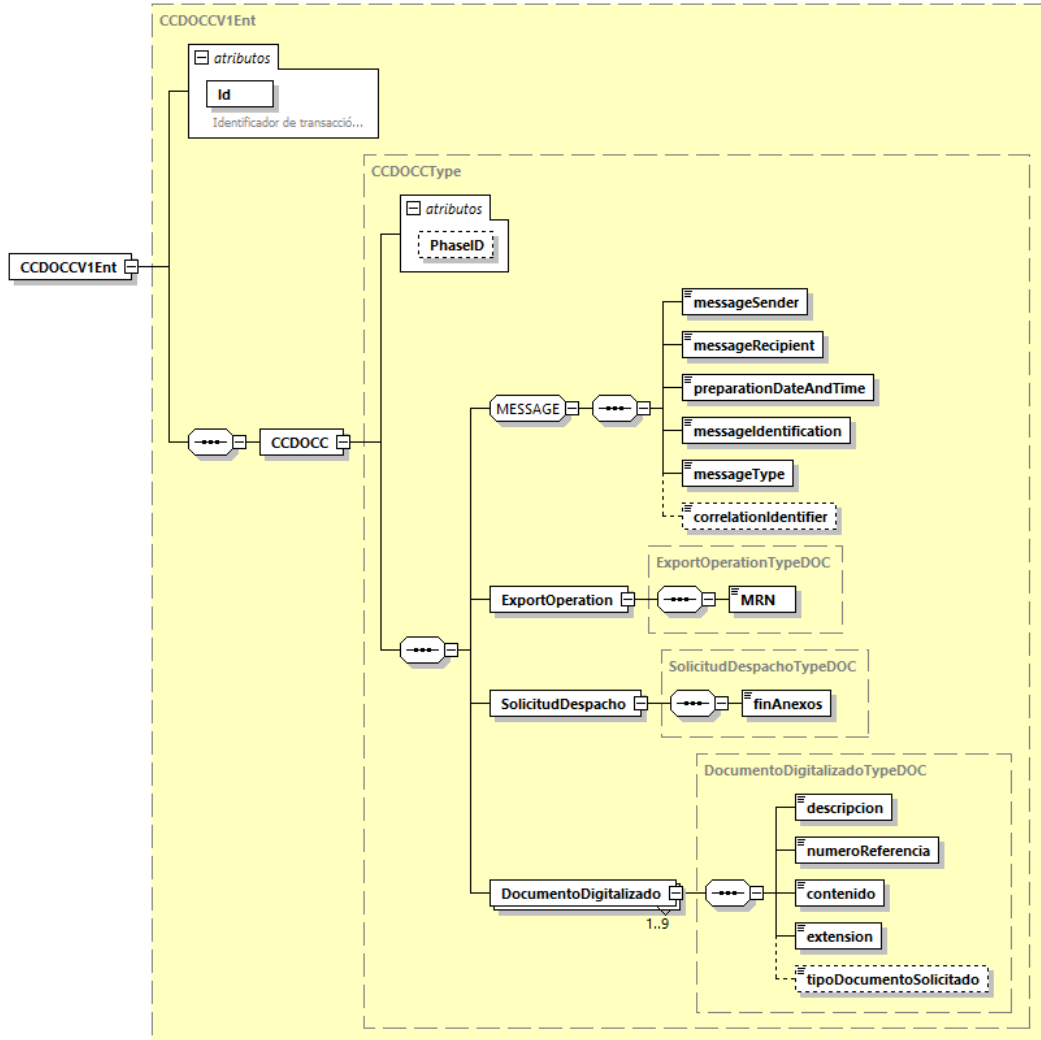 CCDOCCV1Ent
atributos
Id
Identificador de transacció...
CCDOCCType
atributos
PhaseID
CCDOCCV1Ent
CCDOCC
MESSAGE
messageSender
messageRecipient
preparationDateAndTime
messageIdentification
messageType
correlationIdentifier
ExportOperationTypeDOC
ExportOperation
MRN
SolicitudDespachoTypeDOC
SolicitudDespacho
finAnexos
DocumentoDigitalizadoTypeDOC
DocumentoDigitalizado
1..9
descripcion
numeroReferencia
contenido
extension
tipoDocumentoSolicitado